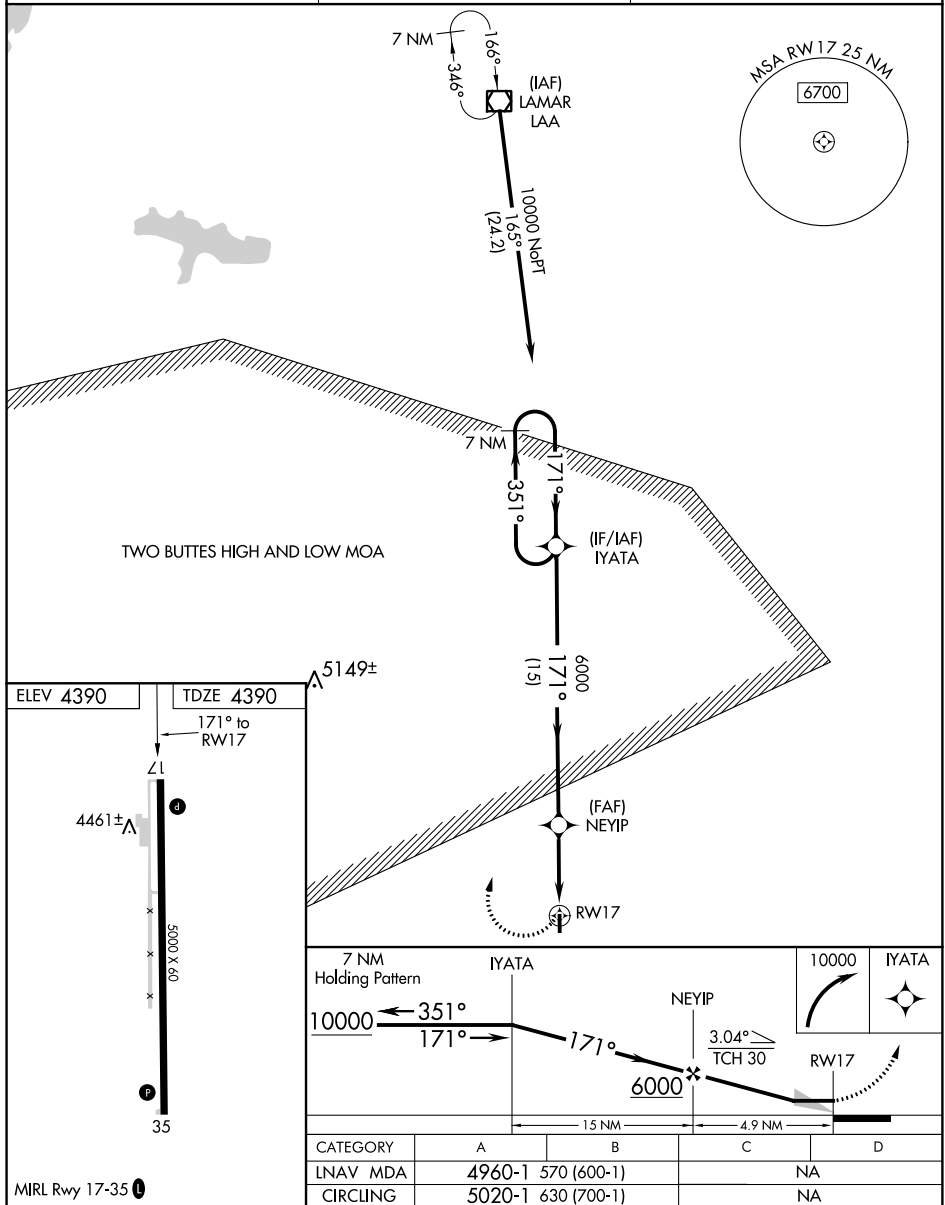 7 NM
166°
346°
(IAF)
LAMAR
LAA
MSA RW17 25 NM
6700
10000 NoPT
165°
(24.2)
7 NM
171°
351°
(IF/IAF)
IYATA
TWO BUTTES HIGH AND LOW MOA
5149±
6000
171°
(15)
(FAF)
NEYIP
RW17
ELEV 4390
TDZE 4390
171° to
RW17
17
P
4461±
5000 X 60
P
35
MIRL Rwy 17-35 L
7 NM
Holding Pattern
IYATA
10000
351°
171°
171°
NEYIP
6000
3.04°
TCH 30
RW17
10000
IYATA
15 NM
4.9 NM
CATEGORY A B C D
LNAV MDA 4960-1 570 (600-1) NA
CIRCLING 5020-1 630 (700-1) NA